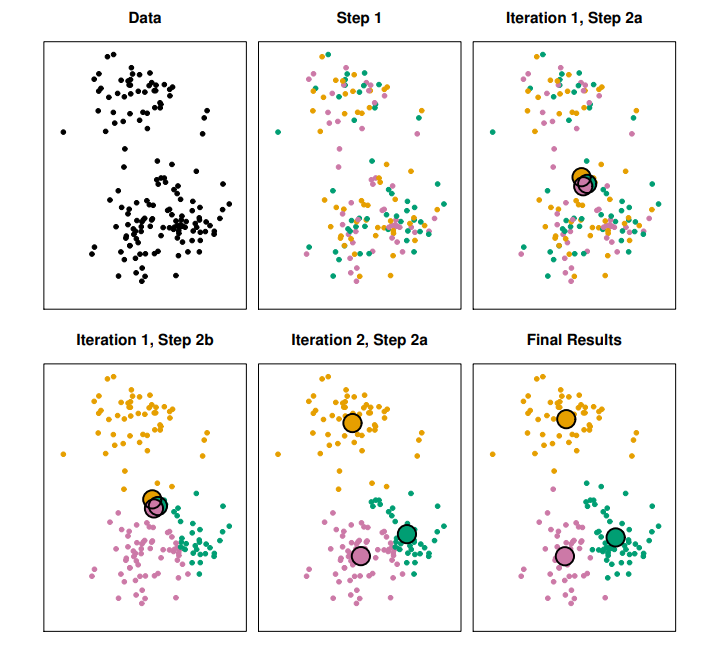 Data
Step 1
Iteration 1, Step 2a
Iteration 1, Step 2b
Iteration 2, Step 2a
Final Results